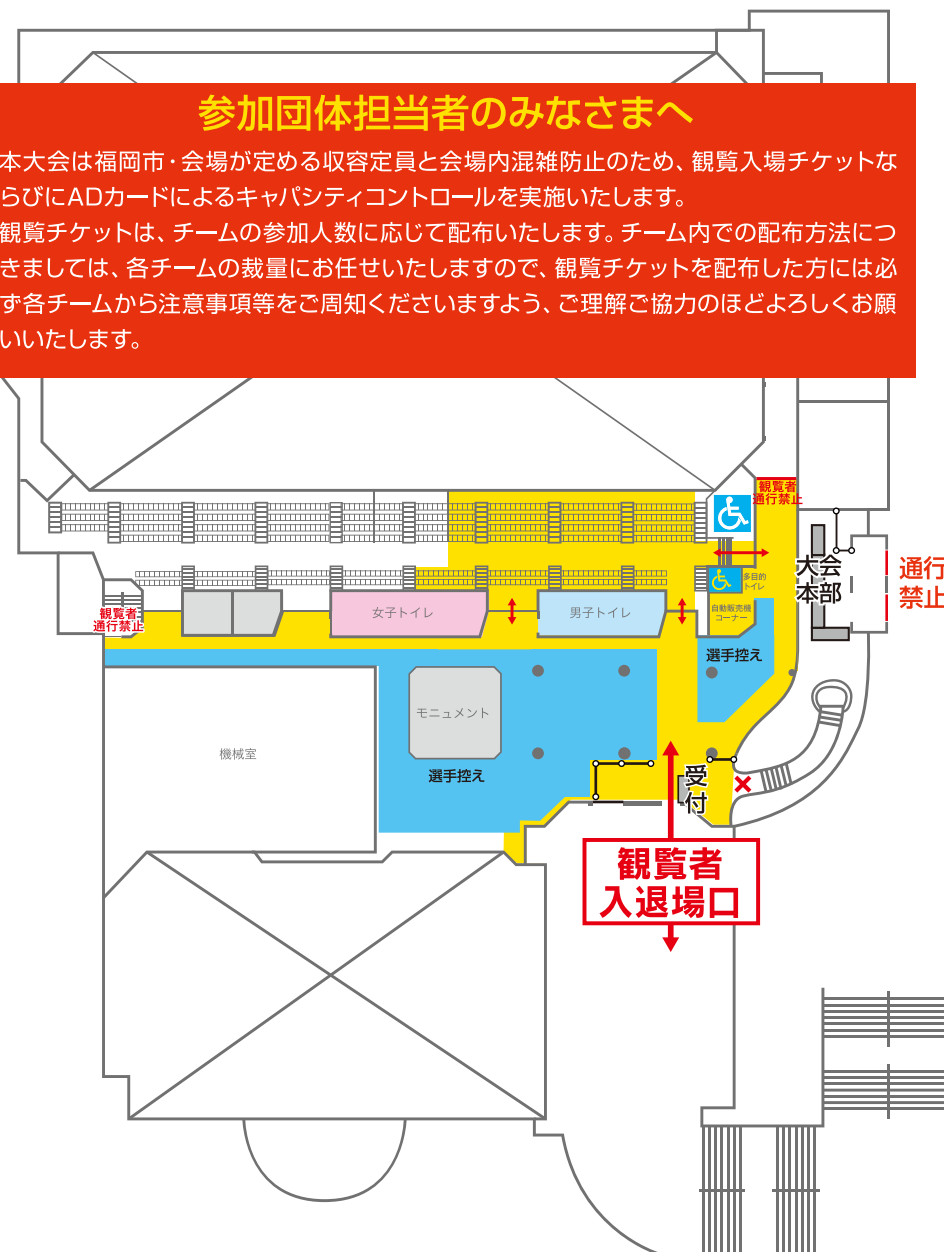 参加団体担当者のみなさまへ
本大会は福岡市・会場が定める収容定員と会場内混雑防止のため、観覧入場チケットな
らびにADカードによるキャパシティコントロールを実施いたします。
観覧チケットは、チームの参加人数に応じて配布いたします。チーム内での配布方法につ
きましては、各チームの裁量にお任せいたしますので、観覧チケットを配布した方には必
ず各チームから注意事項等をご周知くださいますよう、ご理解ご協力のほどよろしくお願
いいたします。
観覧者
通行禁止
大会
本部
通行
禁止
多目的
トイレ
自動販売機
コーナー
観覧者
通行禁止
女子トイレ
男子トイレ
選手控え
モニュメント
機械室
選手控え
受付
観覧者
入退場口